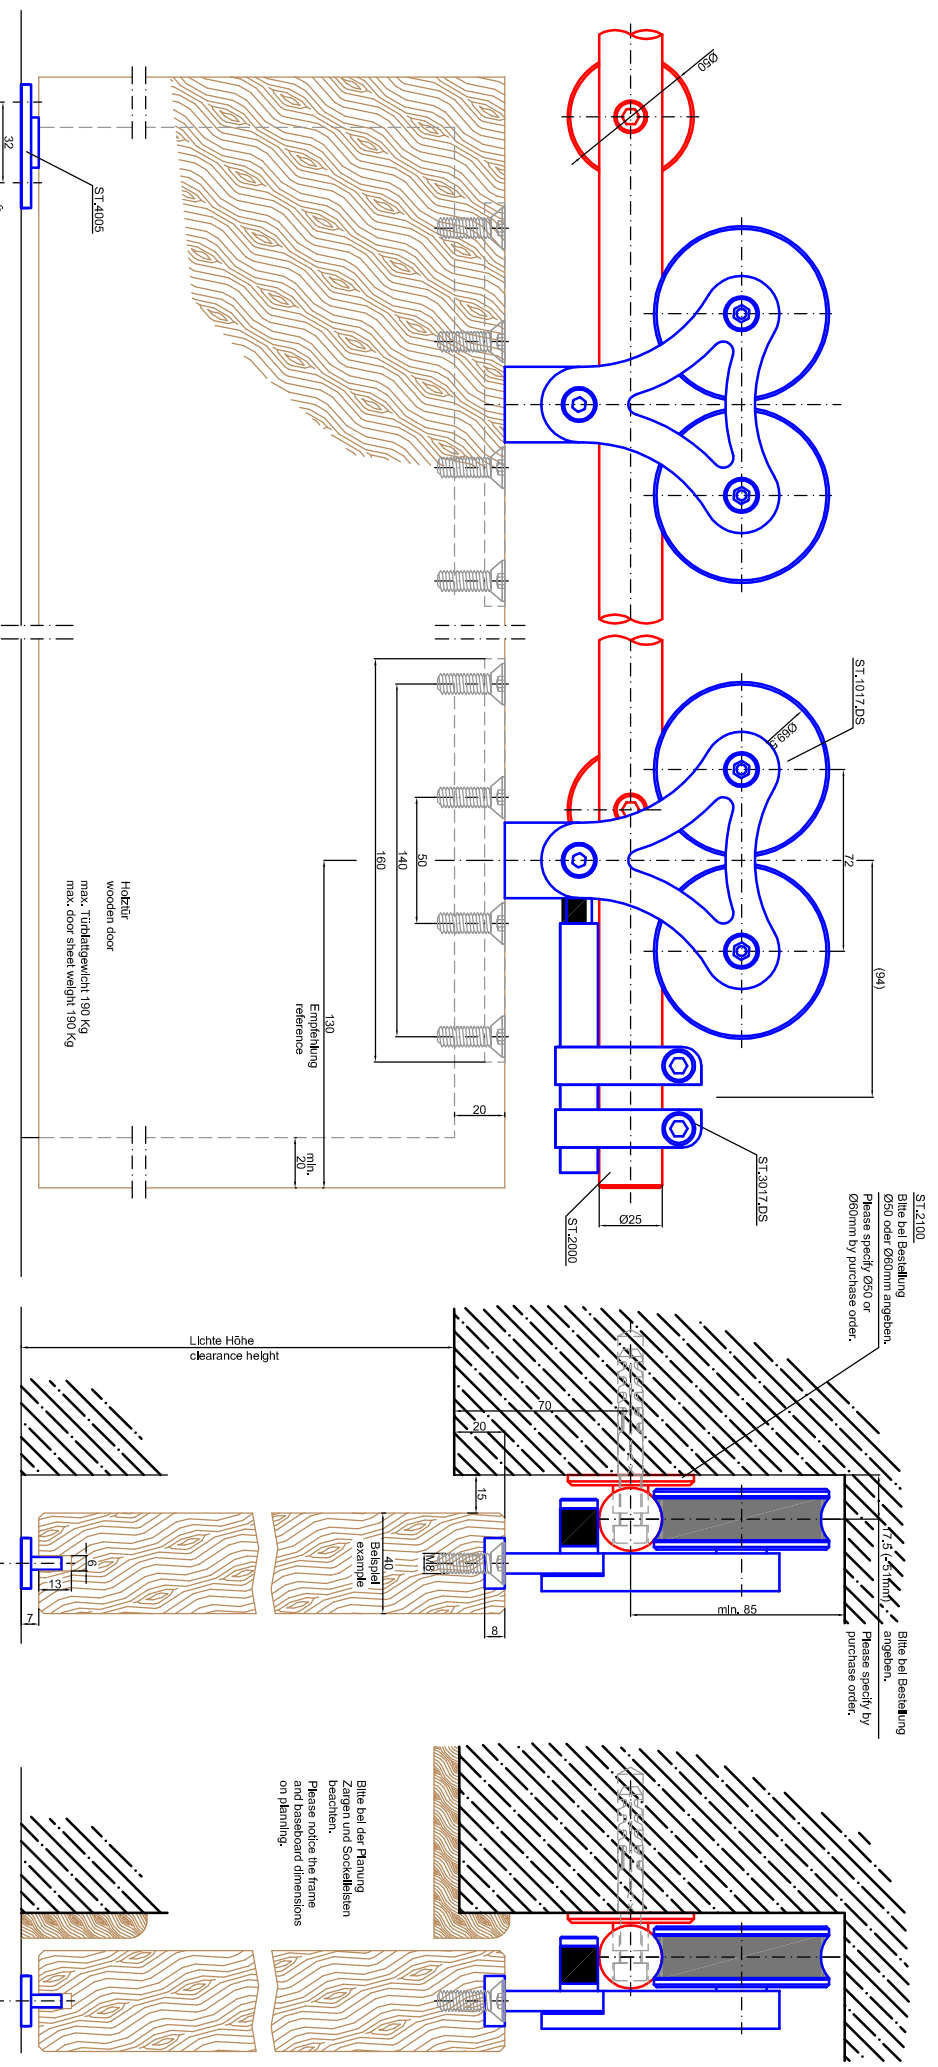 ST.2100
Bitte bei Bestellung
Ø50 oder Ø60mm angeben.
Please specify Ø50 or
Ø60mm by purchase order.
Bitte bei Bestellung
angeben.
Please specify by
purchase order.
17,5 (-51mm)
ST.1017.DS
Ø69,5
72
(94)
ST.3017.DS
Ø50
ST.2000
Ø25
50
140
160
130
Empfehlung
reference
20
min.
20
Holztür
wooden door
max. Türblattgewicht 190 Kg
max. door sheet weight 190 Kg
ST.4005
32
6
Lichte Höhe
clearance height
70
20
15
min. 85
M8
8
40
Beispiel
example
6
13
7
Bitte bei der Planung
Zargen und Sockelleisten
beachten.
Please notice the frame
and baseboard dimensions
on planning.